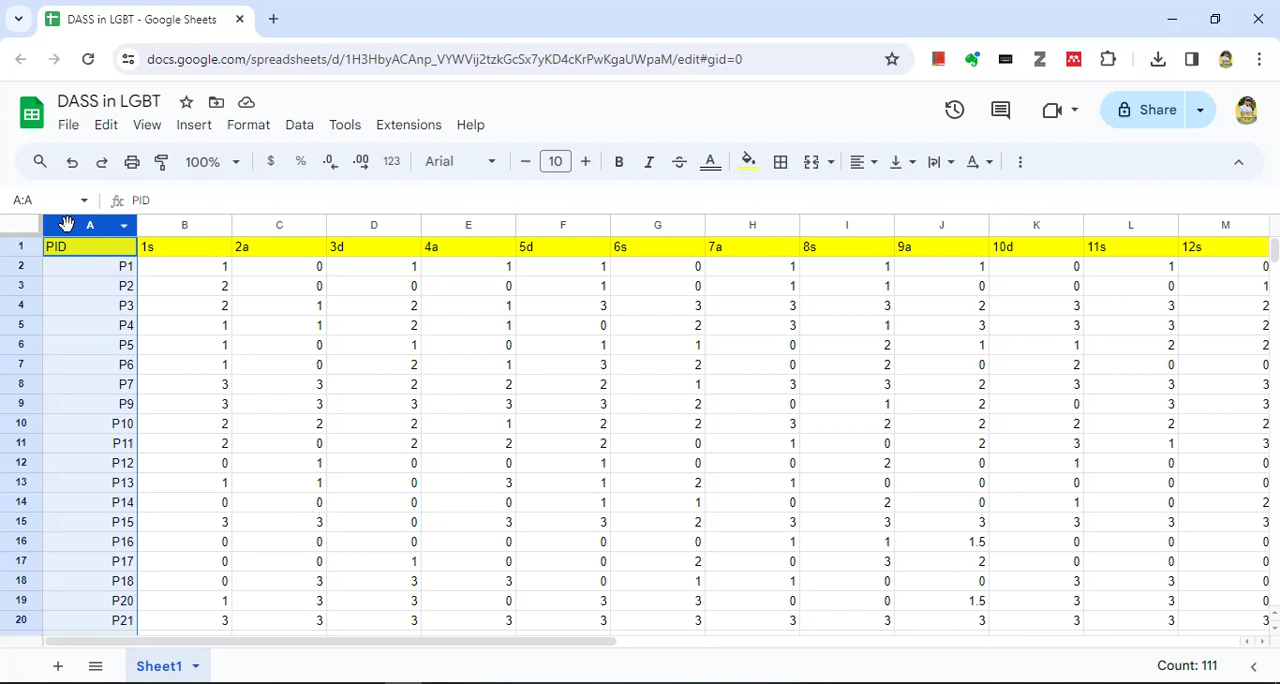 DASS in LGBT - Google Sheets
docs.google.com/spreadsheets/d/1H3HbyACAnp_VYWVij2tzkGcSx7yKD4cKrPwKgaUWpaM/edit#gid=0
DASS in LGBT
File Edit View Insert Format Data Tools Extensions Help
Share
100% $ % .0 .00 123 Arial 10 B I A
A:A fx PID
A B C D E F G H I J K L M
1 PID 1s 2a 3d 4a 5d 6s 7a 8s 9a 10d 11s 12s
2 P1 1 0 1 1 1 0 1 1 1 0 1 0
3 P2 2 0 0 0 1 0 1 1 0 0 0 1
4 P3 2 1 2 1 3 3 3 3 2 3 3 2
5 P4 1 1 2 1 0 2 3 1 3 3 3 2
6 P5 1 0 1 0 1 1 0 2 1 1 2 2
7 P6 1 0 2 1 3 2 0 2 0 2 0 0
8 P7 3 3 2 2 2 1 3 3 2 3 3 3
9 P9 3 3 3 3 3 2 0 1 2 0 3 3
10 P10 2 2 2 1 2 2 3 2 2 2 2 2
11 P11 2 0 2 2 2 0 1 0 2 3 1 3
12 P12 0 1 0 0 1 0 0 2 0 1 0 0
13 P13 1 1 0 3 1 2 1 0 0 0 0 0
14 P14 0 0 0 0 1 1 0 2 0 1 0 2
15 P15 3 3 0 3 3 2 3 3 3 3 3 3
16 P16 0 0 0 0 0 0 1 1 1.5 0 0 0
17 P17 0 0 1 0 0 2 0 3 2 0 0 0
18 P18 0 3 3 3 0 1 1 0 0 3 3 0
19 P20 1 3 3 0 3 3 0 0 1.5 3 3 0
20 P21 3 3 3 3 3 3 3 3 3 3 3 3
Sheet1 Count: 111